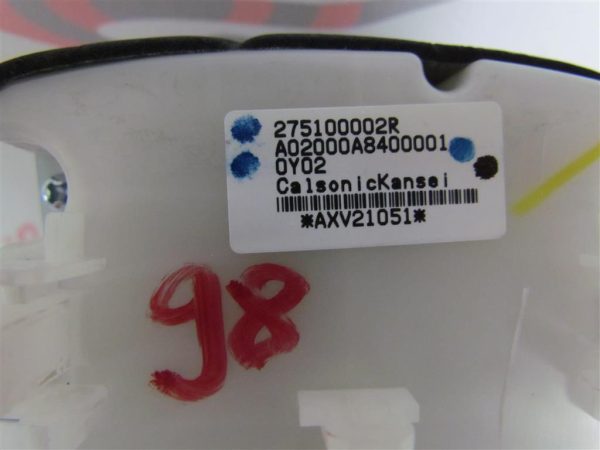 275100002R
A02000A8400001
0Y02
CalsonicKansei
*AXV21051*
98